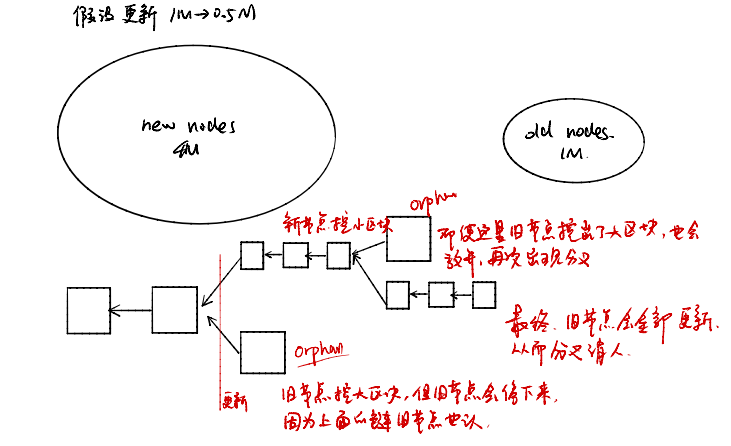 假设更新 1M→0.5M
new nodes
old nodes.
1M.
orphan
新节点挖小区块
即使还是旧节点挖出了大区块,也会
放弃,再次出现分叉
最终,旧节点会全部更新.
从而分叉消人.
orphan
更新
旧节点挖大区块,但旧节点会停下来,
因为上面的链旧节点也认.